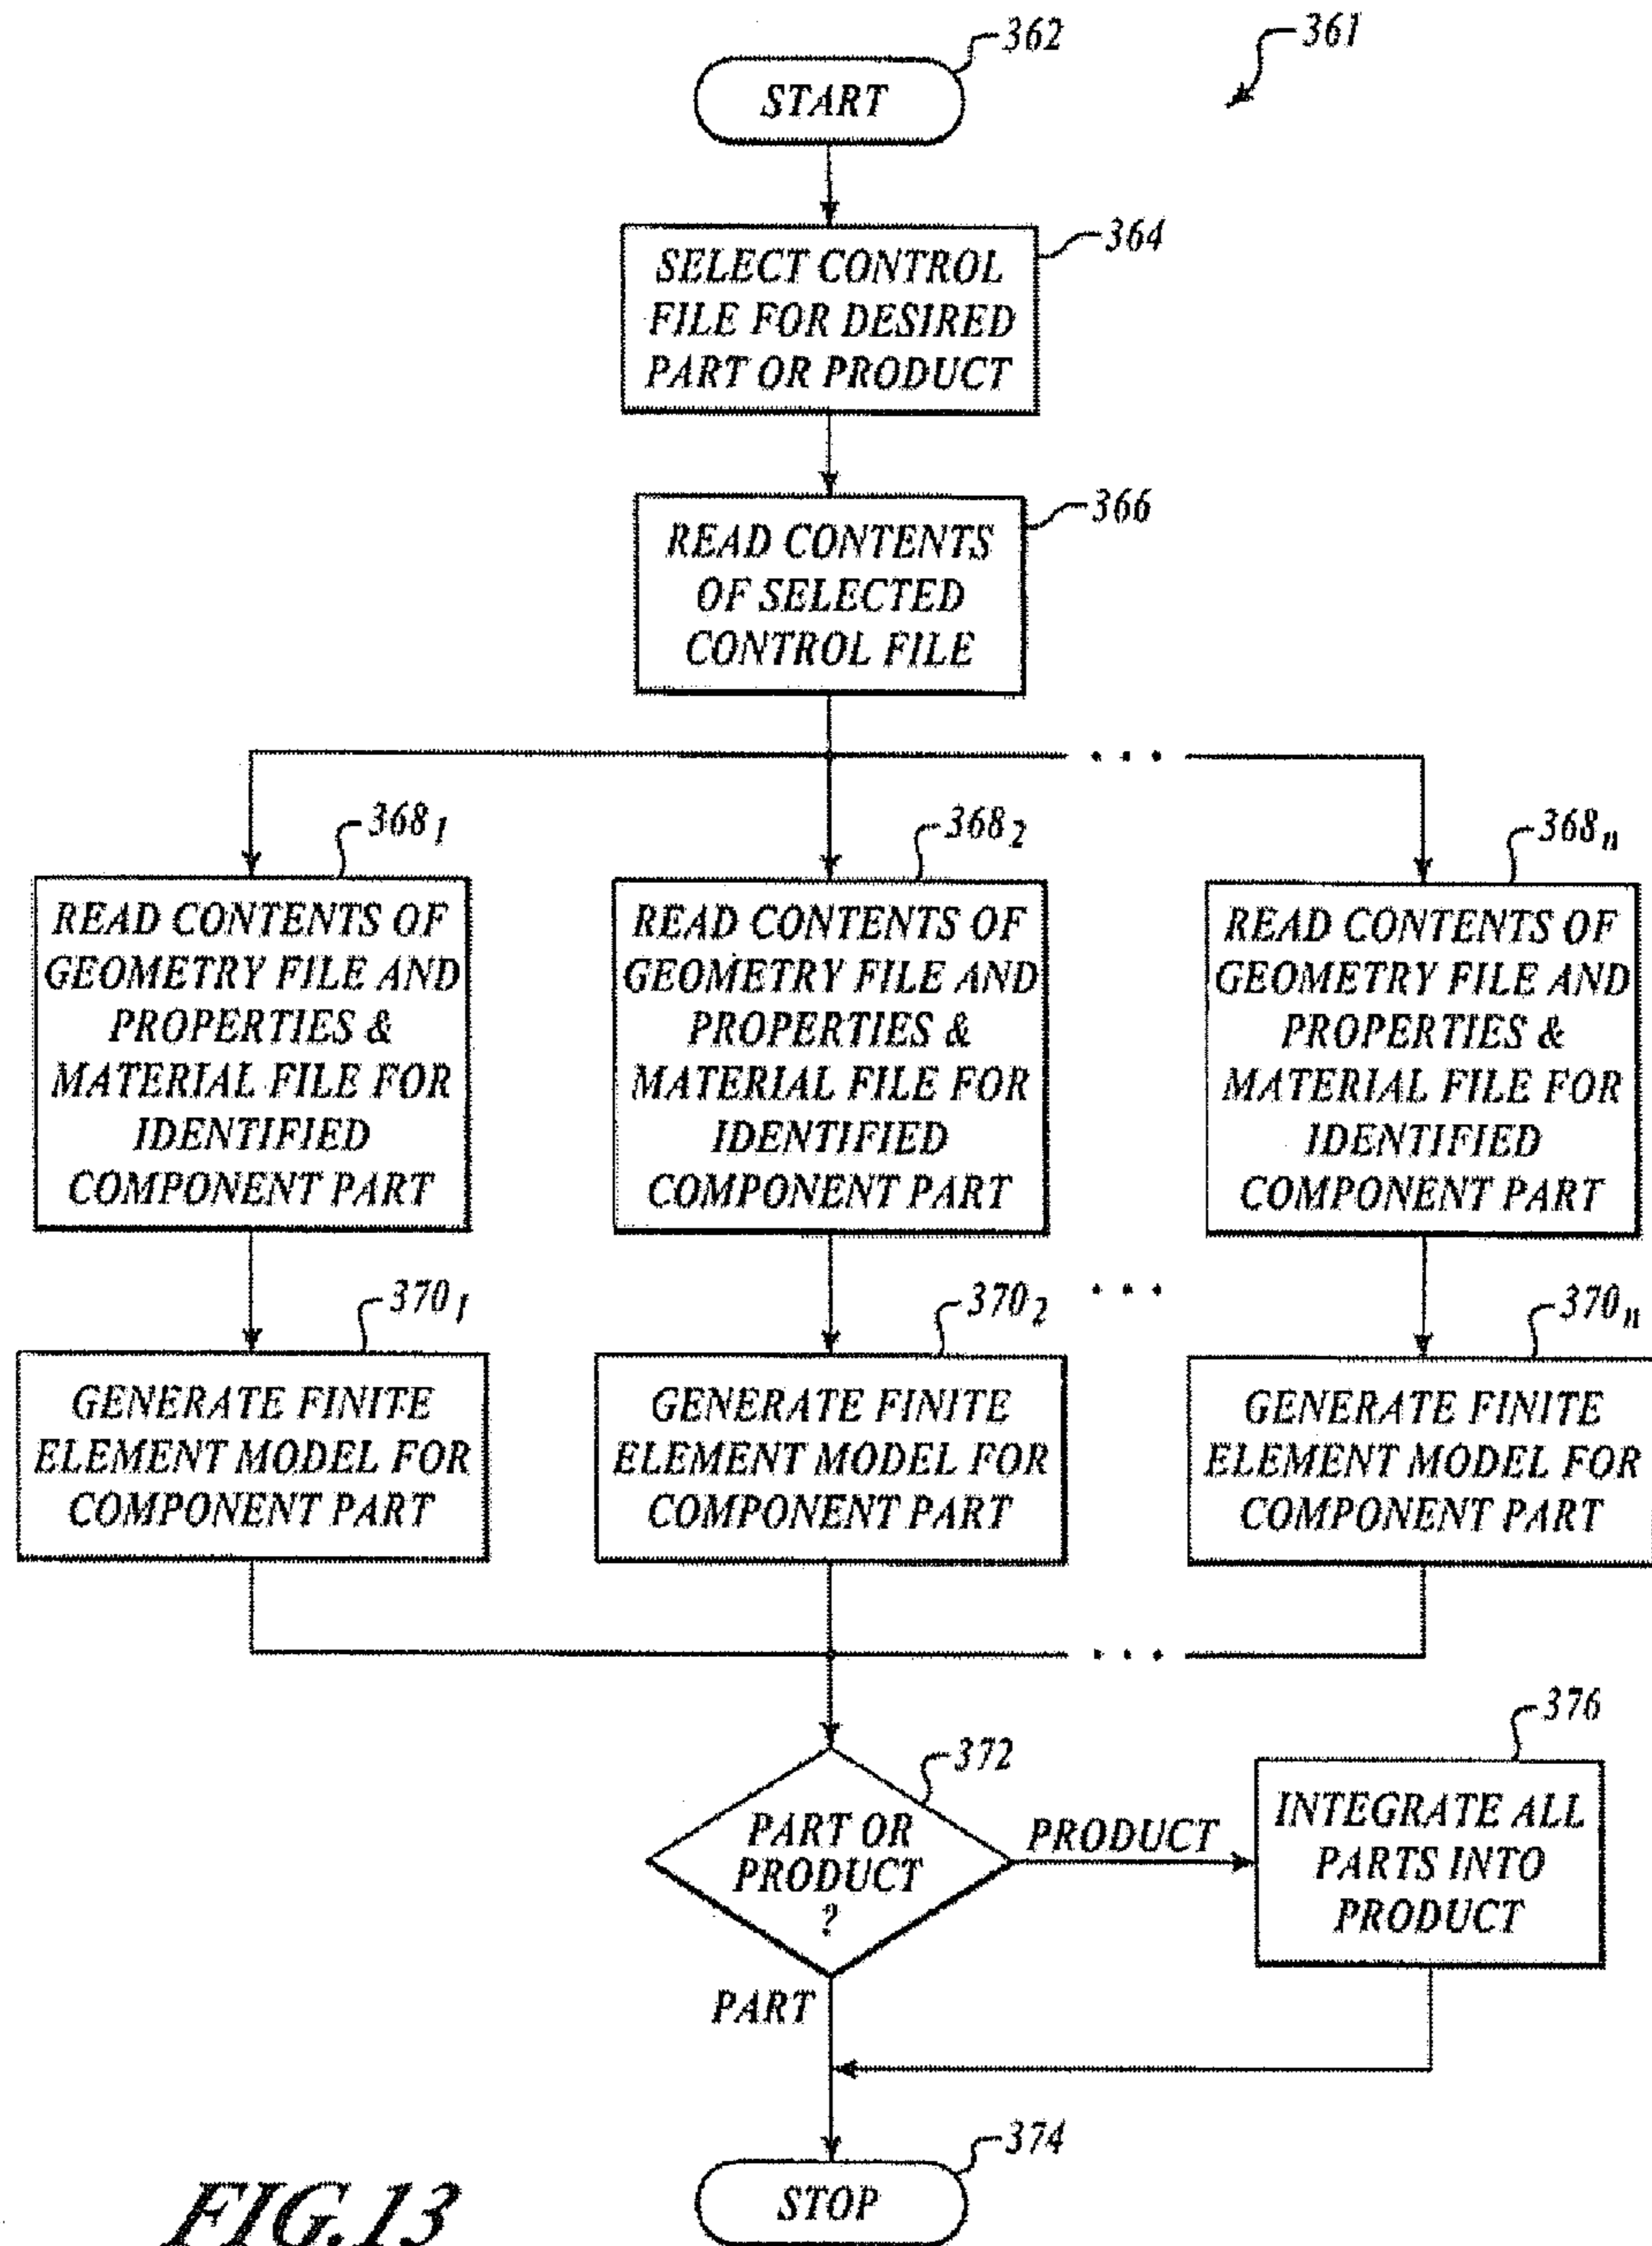 361
362
START
364
SELECT CONTROL
FILE FOR DESIRED
PART OR PRODUCT
366
READ CONTENTS
OF SELECTED
CONTROL FILE
. . .
368₁
READ CONTENTS OF
GEOMETRY FILE AND
PROPERTIES &
MATERIAL FILE FOR
IDENTIFIED
COMPONENT PART
368₂
READ CONTENTS OF
GEOMETRY FILE AND
PROPERTIES &
MATERIAL FILE FOR
IDENTIFIED
COMPONENT PART
368ₙ
READ CONTENTS OF
GEOMETRY FILE AND
PROPERTIES &
MATERIAL FILE FOR
IDENTIFIED
COMPONENT PART
370₁
GENERATE FINITE
ELEMENT MODEL FOR
COMPONENT PART
370₂
GENERATE FINITE
ELEMENT MODEL FOR
COMPONENT PART
. . .
370ₙ
GENERATE FINITE
ELEMENT MODEL FOR
COMPONENT PART
. . .
372
PART OR
PRODUCT
?
PRODUCT
376
INTEGRATE ALL
PARTS INTO
PRODUCT
PART
374
STOP
FIG.13